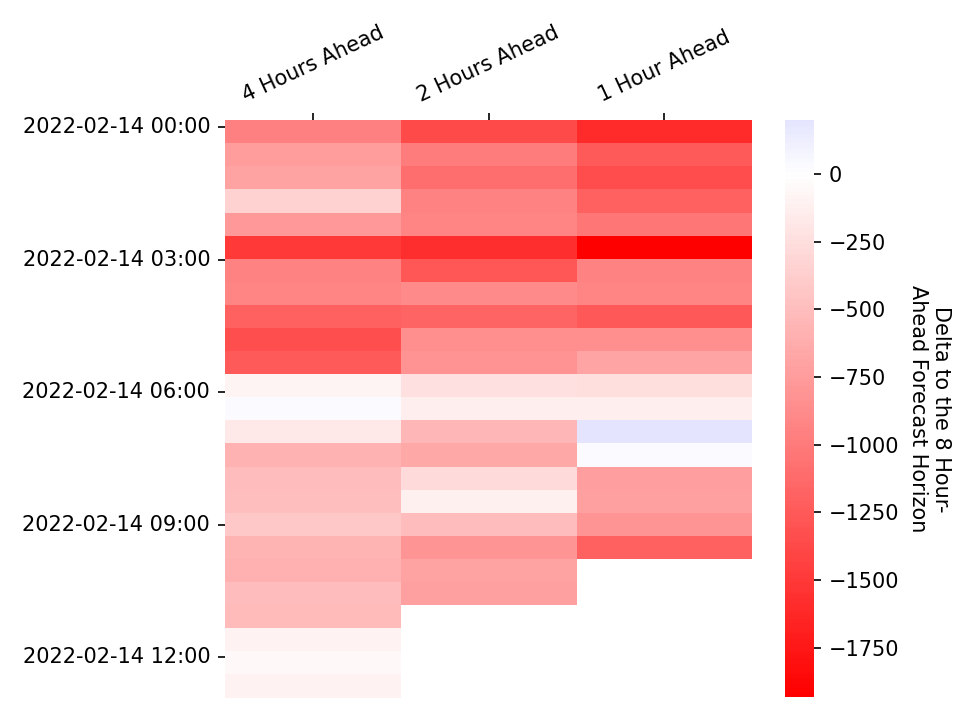 4 Hours Ahead
2 Hours Ahead
1 Hour Ahead
2022-02-14 00:00
2022-02-14 03:00
2022-02-14 06:00
2022-02-14 09:00
2022-02-14 12:00
0
−250
−500
−750
−1000
−1250
−1500
−1750
Delta to the 8 Hour-
Ahead Forecast Horizon